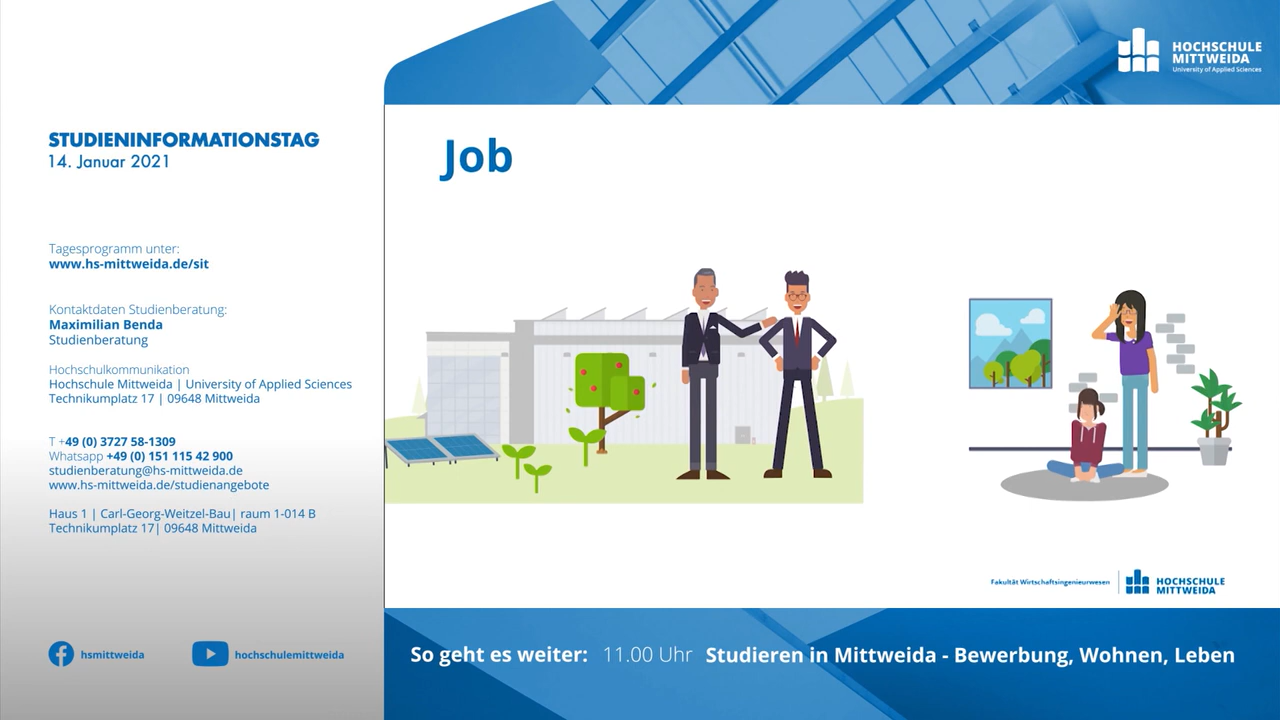 STUDIENINFORMATIONSTAG
14. Januar 2021
Tagesprogramm unter:
www.hs-mittweida.de/sit
Kontaktdaten Studienberatung:
Maximilian Benda
Studienberatung
Hochschulkommunikation
Hochschule Mittweida | University of Applied Sciences
Technikumplatz 17 | 09648 Mittweida
T +49 (0) 3727 58-1309
Whatsapp +49 (0) 151 115 42 900
studienberatung@hs-mittweida.de
www.hs-mittweida.de/studienangebote
Haus 1 | Carl-Georg-Weitzel-Bau| raum 1-014 B
Technikumplatz 17| 09648 Mittweida
hsmittweida
hochschulemittweida
HOCHSCHULE
MITTWEIDA
University of Applied Sciences
Job
Fakultät Wirtschaftsingenieurwesen
HOCHSCHULE
MITTWEIDA
So geht es weiter: 11.00 Uhr Studieren in Mittweida - Bewerbung, Wohnen, Leben